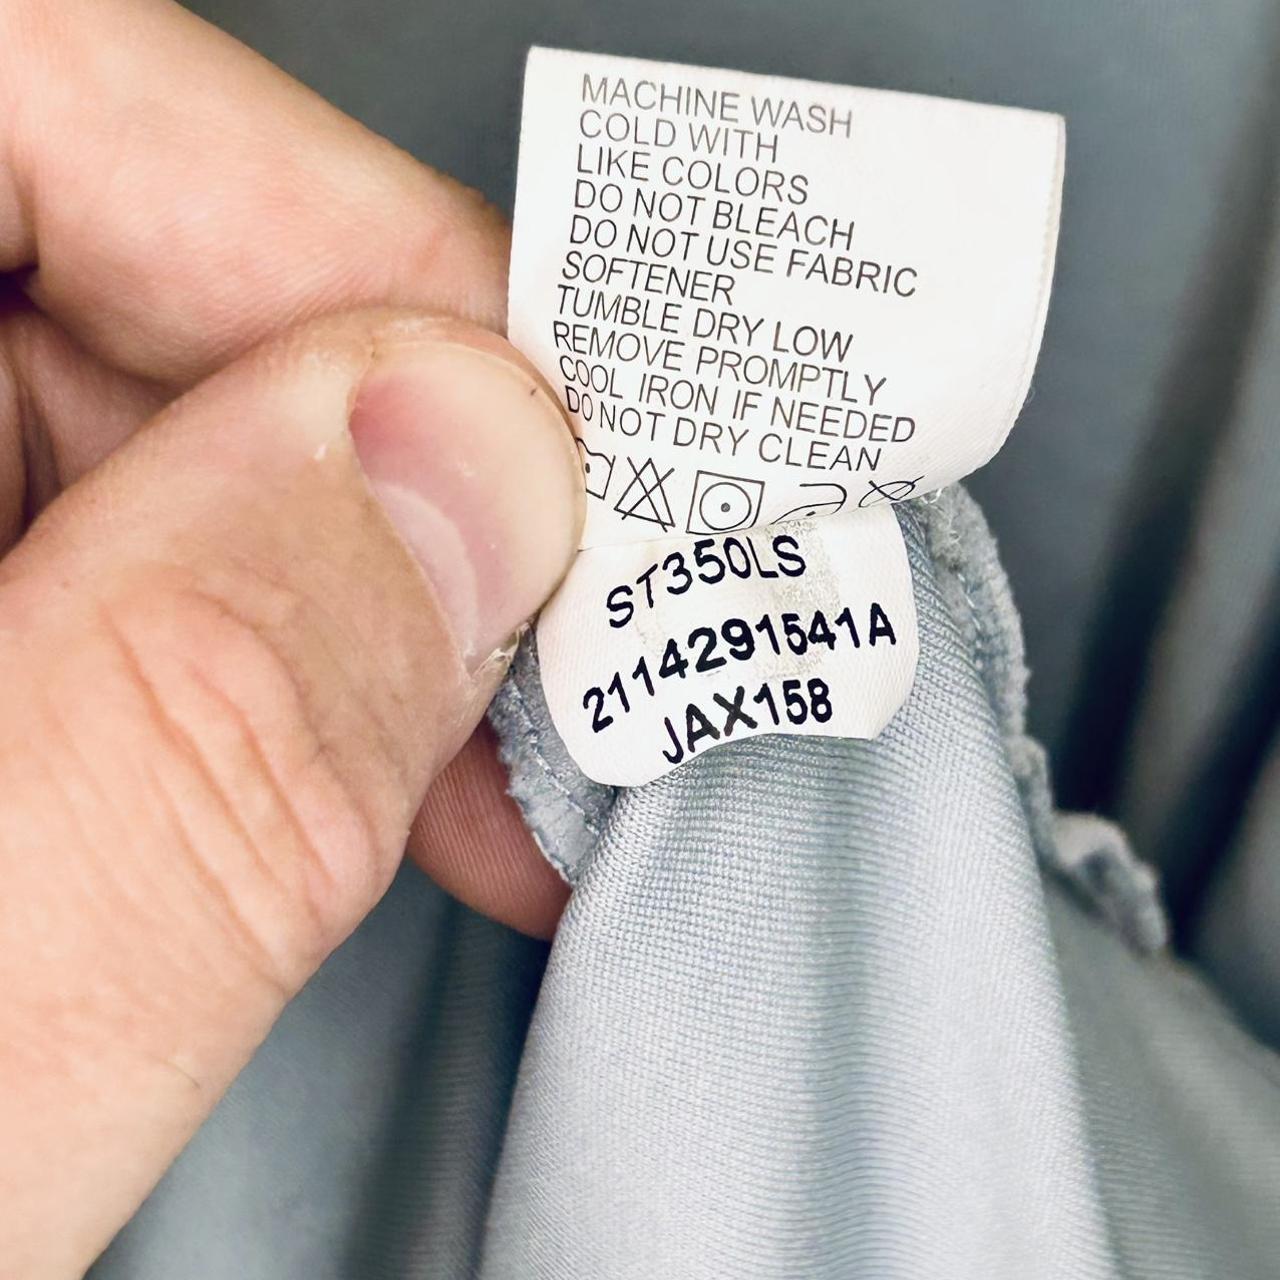 MACHINE WASH
COLD WITH
LIKE COLORS
DO NOT BLEACH
DO NOT USE FABRIC
SOFTENER
TUMBLE DRY LOW
REMOVE PROMPTLY
COOL IRON IF NEEDED
DO NOT DRY CLEAN
ST350LS
2114291541A
JAX158